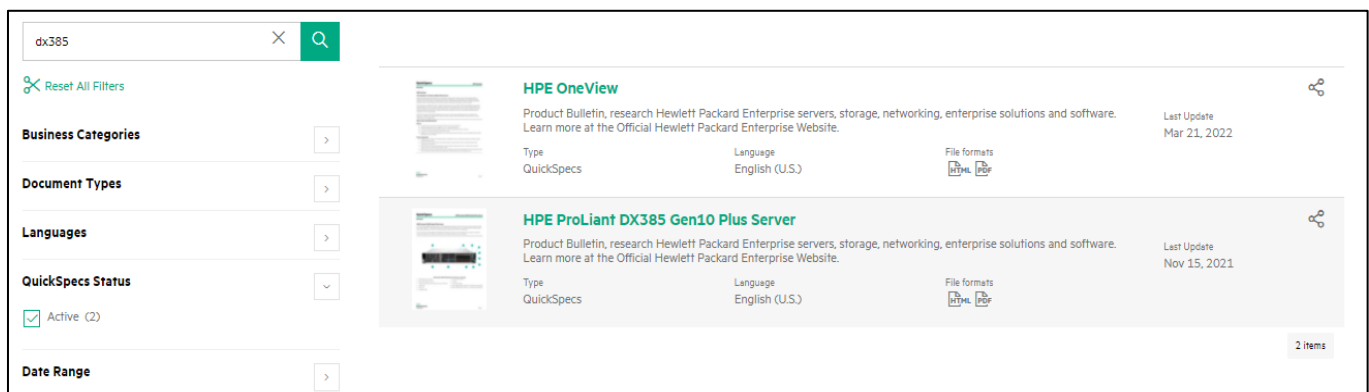 dx385
Reset All Filters
Business Categories
Document Types
Languages
QuickSpecs Status
Active (2)
Date Range
HPE OneView
Product Bulletin, research Hewlett Packard Enterprise servers, storage, networking, enterprise solutions and software.
Learn more at the Official Hewlett Packard Enterprise Website.
Last Update
Mar 21, 2022
Type
QuickSpecs
Language
English (U.S.)
File formats
HTML PDF
HPE ProLiant DX385 Gen10 Plus Server
Product Bulletin, research Hewlett Packard Enterprise servers, storage, networking, enterprise solutions and software.
Learn more at the Official Hewlett Packard Enterprise Website.
Last Update
Nov 15, 2021
Type
QuickSpecs
Language
English (U.S.)
File formats
HTML PDF
2 items